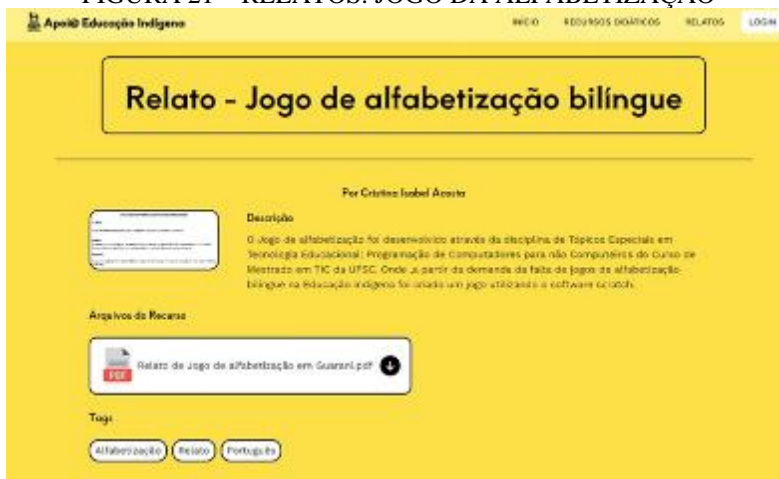 FIGURA 21 – RELATOS: JOGO DA ALFABETIZAÇÃO
Apoi@ Educação Indígena
INÍCIO RECURSOS DIDÁTICOS RELATOS LOGIN
Relato - Jogo de alfabetização bilíngue
Por Cristina Isabel Acosta
Descrição
O Jogo de alfabetização foi desenvolvido através da disciplina de Tópicos Especiais em
Tecnologia Educacional: Programação de Computadores para não Computeiros do Curso de
Mestrado em TIC da UFSC. Onde ,a partir da demanda da falta de jogos de alfabetização
bilíngue na Educação Indígena foi criado um jogo utilizando o software scratch.
Arquivos do Recurso
PDF
Relato de Jogo de alfabetização em Guarani.pdf
Tags
Alfabetização Relato Português